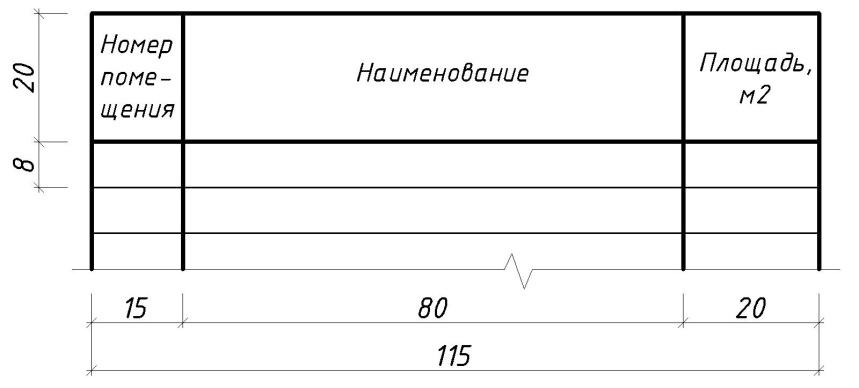 Номер
поме-
щения
Наименование
Площадь,
м2
20
8
15
80
20
115